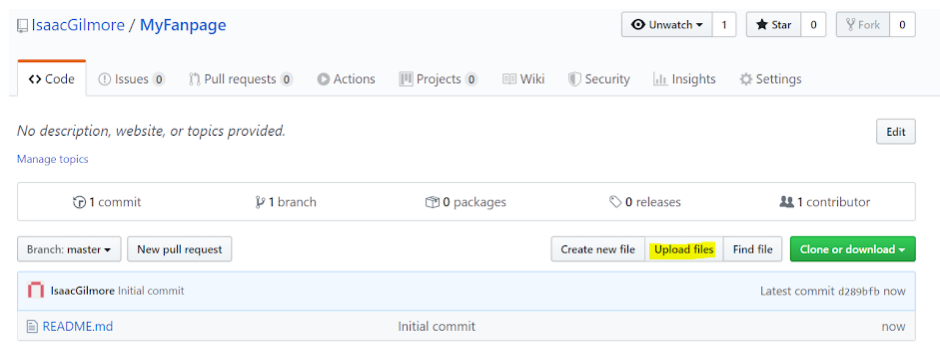 IsaacGilmore / MyFanpage Unwatch 1 Star 0 Fork 0
Code Issues 0 Pull requests 0 Actions Projects 0 Wiki Security Insights Settings
No description, website, or topics provided. Edit
Manage topics
1 commit 1 branch 0 packages 0 releases 1 contributor
Branch: master New pull request Create new file Upload files Find file Clone or download
IsaacGilmore Initial commit Latest commit d289bfb now
README.md Initial commit now